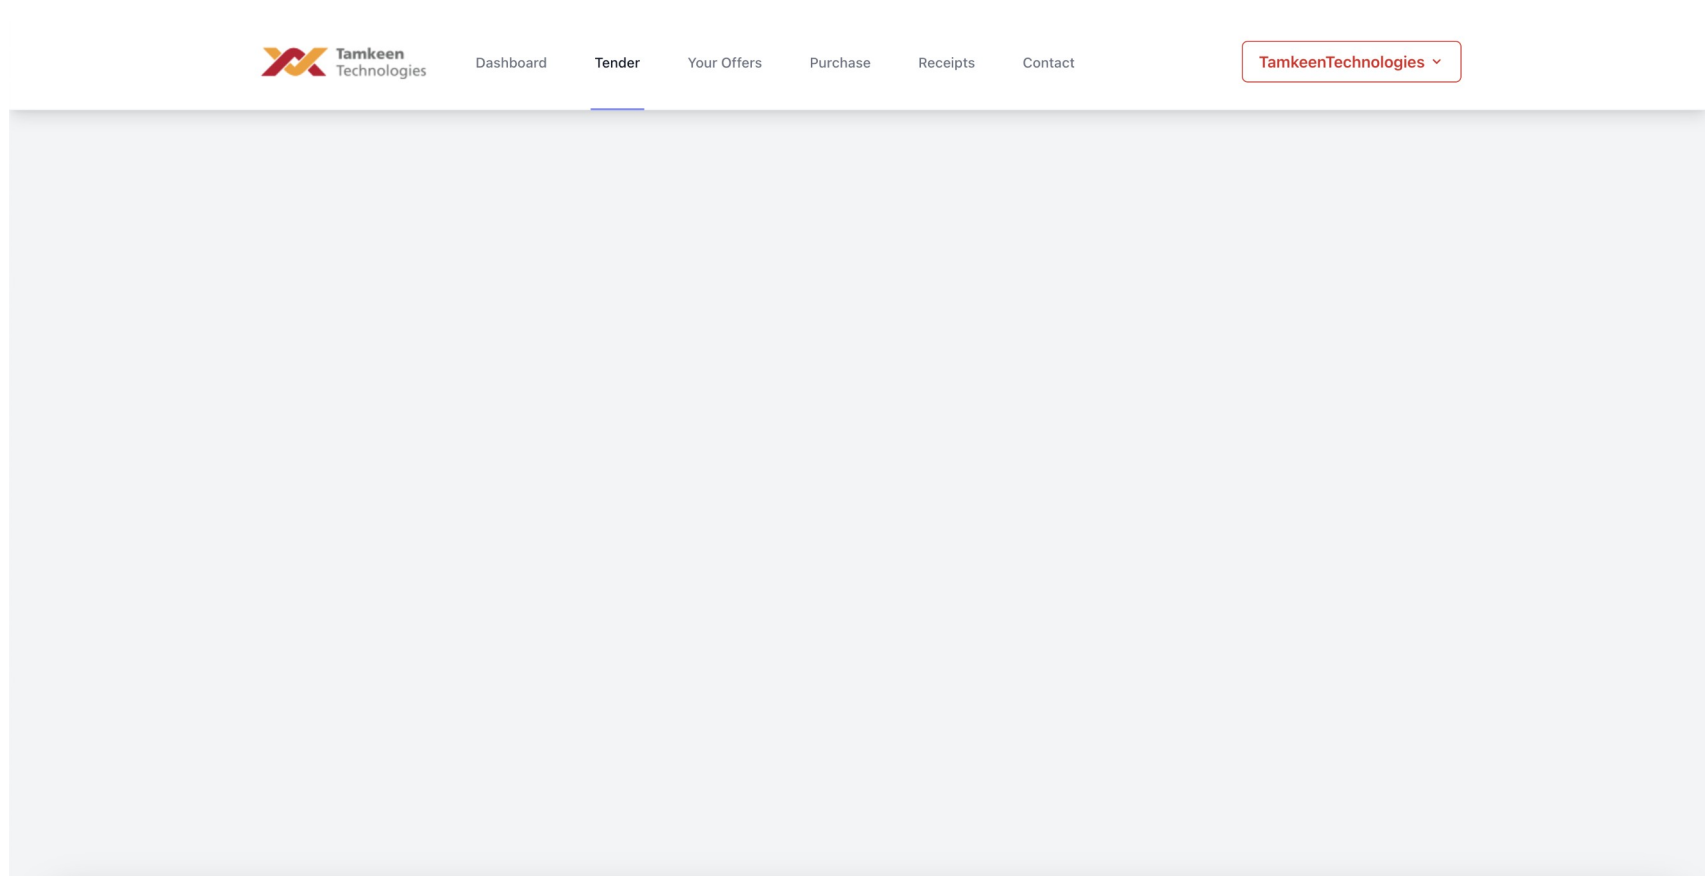 Tamkeen
Technologies
Dashboard
Tender
Your Offers
Purchase
Receipts
Contact
TamkeenTechnologies